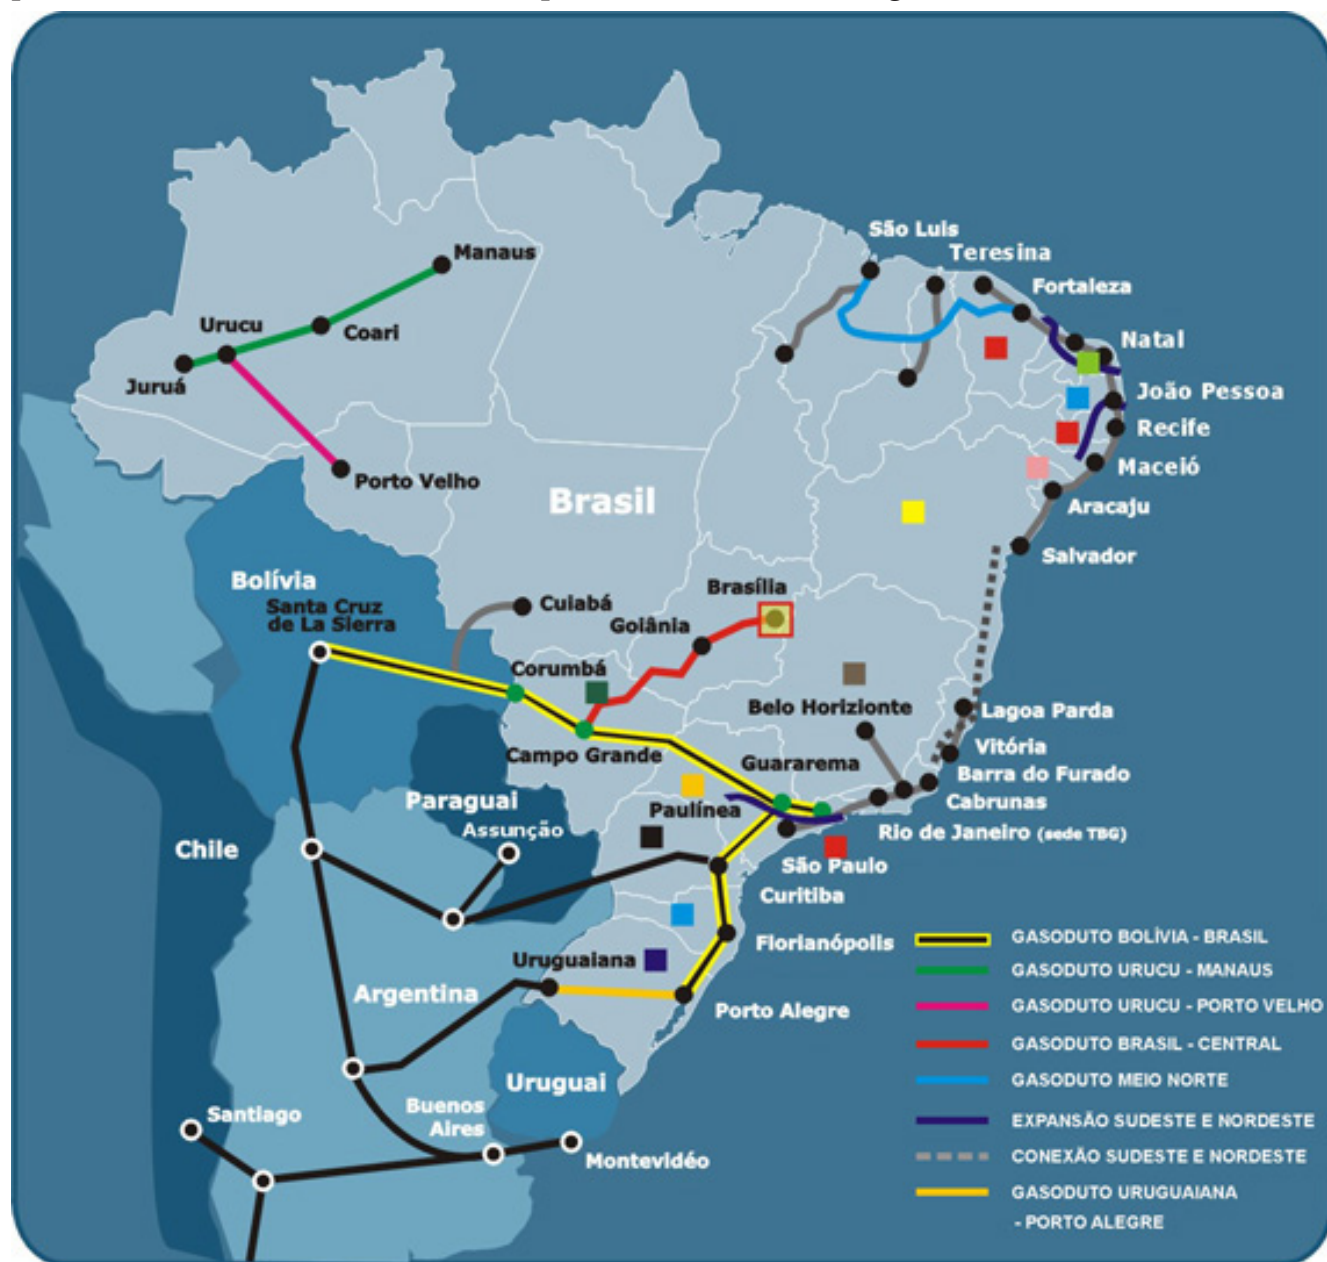 São Luis
Teresina
Manaus
Fortaleza
Urucu
Coari
Natal
Juruá
João Pessoa
Recife
Maceió
Porto Velho
Brasil
Aracaju
Salvador
Bolívia
Brasília
Santa Cruz
de La Sierra
Cuiabá
Goiânia
Corumbá
Belo Horizionte
Lagoa Parda
Campo Grande
Guararema
Vitória
Barra do Furado
Paraguai
Paulínea
Cabrunas
Assunção
Rio de Janeiro (sede TBG)
Chile
São Paulo
Curitiba
Florianópolis
Uruguaiana
Argentina
Porto Alegre
Uruguai
Santiago
Buenos
Aires
Montevidéo
GASODUTO BOLÍVIA - BRASIL
GASODUTO URUCU - MANAUS
GASODUTO URUCU - PORTO VELHO
GASODUTO BRASIL - CENTRAL
GASODUTO MEIO NORTE
EXPANSÃO SUDESTE E NORDESTE
CONEXÃO SUDESTE E NORDESTE
GASODUTO URUGUAIANA
- PORTO ALEGRE